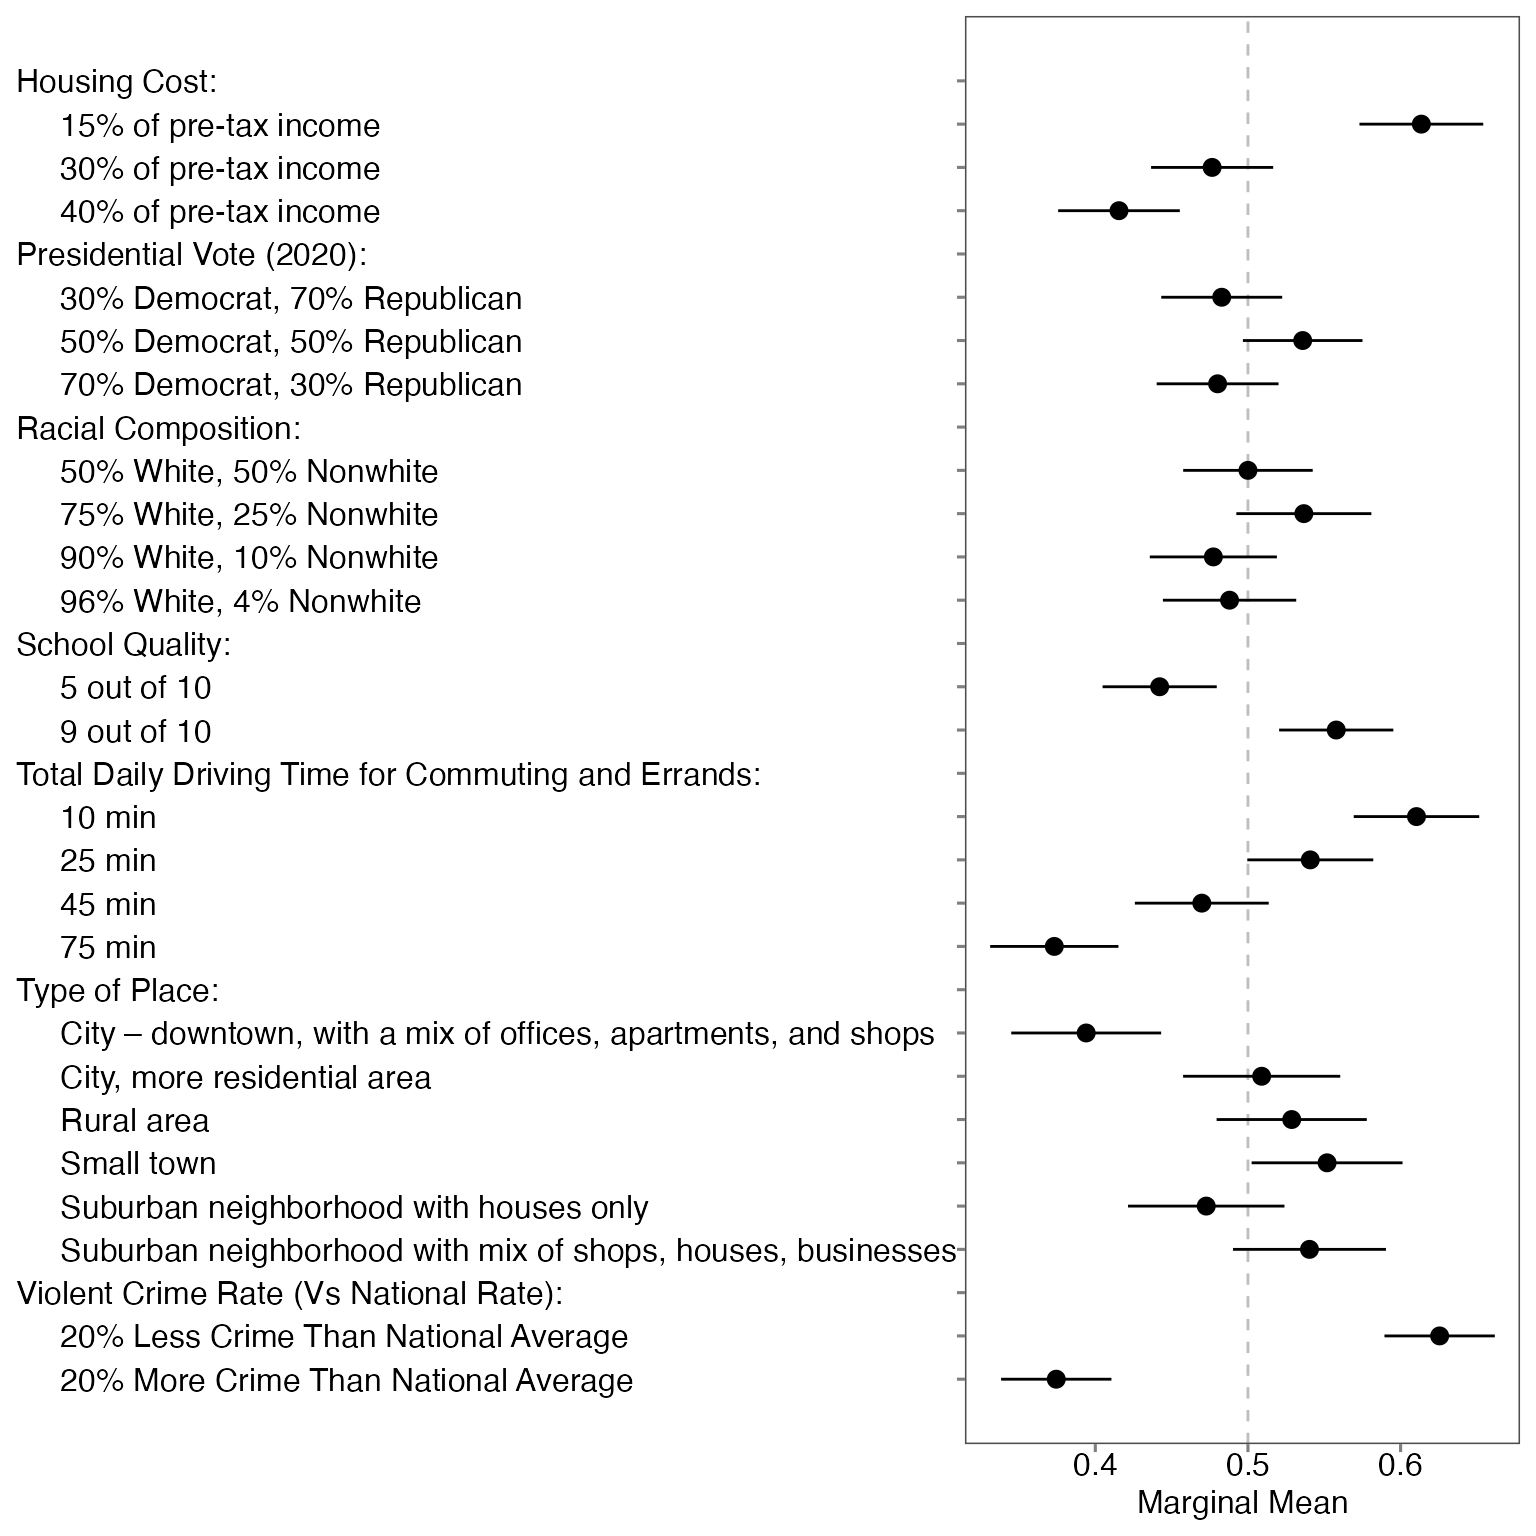 Housing Cost:
15% of pre-tax income
30% of pre-tax income
40% of pre-tax income
Presidential Vote (2020):
30% Democrat, 70% Republican
50% Democrat, 50% Republican
70% Democrat, 30% Republican
Racial Composition:
50% White, 50% Nonwhite
75% White, 25% Nonwhite
90% White, 10% Nonwhite
96% White, 4% Nonwhite
School Quality:
5 out of 10
9 out of 10
Total Daily Driving Time for Commuting and Errands:
10 min
25 min
45 min
75 min
Type of Place:
City – downtown, with a mix of offices, apartments, and shops
City, more residential area
Rural area
Small town
Suburban neighborhood with houses only
Suburban neighborhood with mix of shops, houses, businesses
Violent Crime Rate (Vs National Rate):
20% Less Crime Than National Average
20% More Crime Than National Average
0.4 0.5 0.6
Marginal Mean